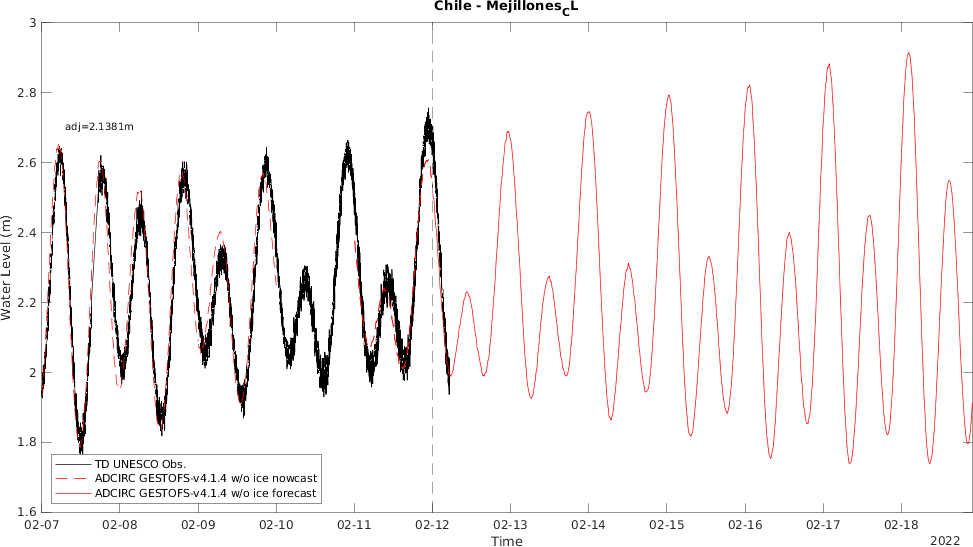 Chile - Mejillones_CL
3
2.8
2.6
2.4
2.2
2
1.8
1.6
Water Level (m)
adj=2.1381m
TD UNESCO Obs.
ADCIRC GESTOFS-v4.1.4 w/o ice nowcast
ADCIRC GESTOFS-v4.1.4 w/o ice forecast
02-07 02-08 02-09 02-10 02-11 02-12 02-13 02-14 02-15 02-16 02-17 02-18
Time
2022